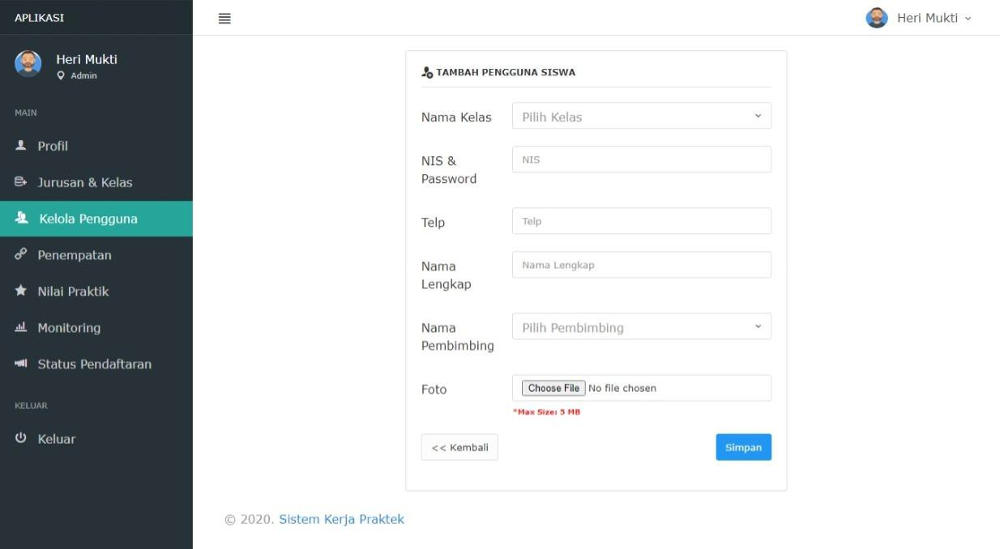 APLIKASI
Heri Mukti
Heri Mukti
Admin
MAIN
Profil
Jurusan & Kelas
Kelola Pengguna
Penempatan
Nilai Praktik
Monitoring
Status Pendaftaran
KELUAR
Keluar
TAMBAH PENGGUNA SISWA
Nama Kelas
Pilih Kelas
NIS &
Password
NIS
Telp
Telp
Nama
Lengkap
Nama Lengkap
Nama
Pembimbing
Pilih Pembimbing
Foto
Choose File No file chosen
*Max Size: 5 MB
<< Kembali
Simpan
© 2020. Sistem Kerja Praktek